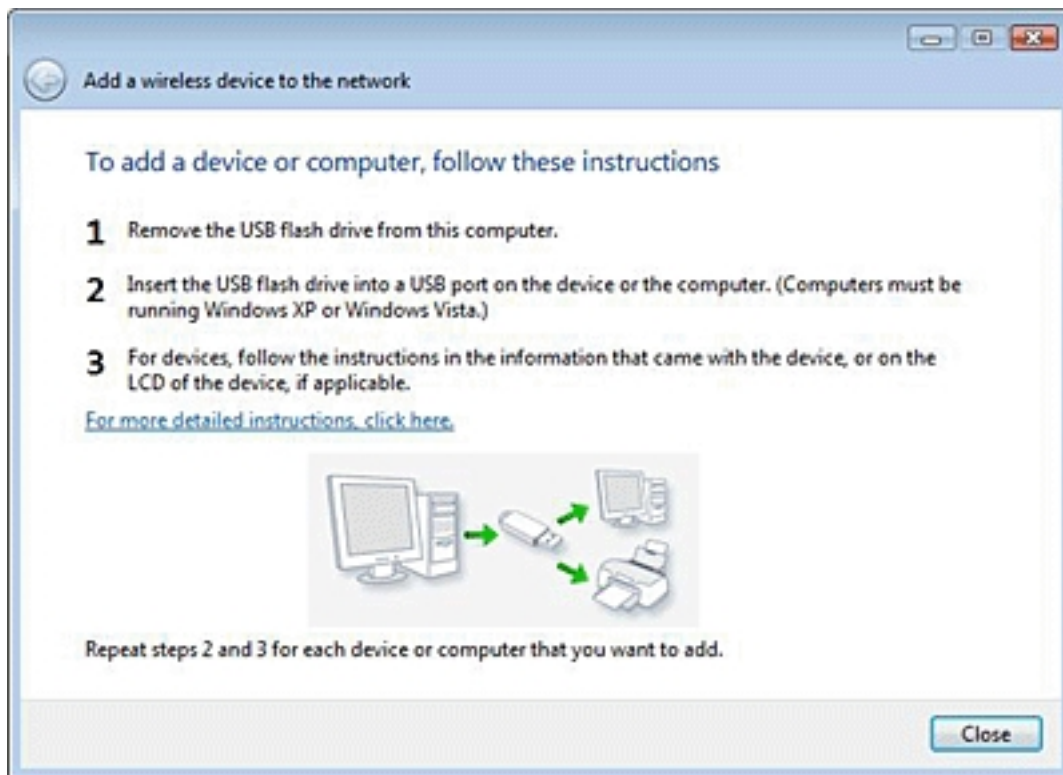 Add a wireless device to the network
To add a device or computer, follow these instructions
1 Remove the USB flash drive from this computer.
2 Insert the USB flash drive into a USB port on the device or the computer. (Computers must be
running Windows XP or Windows Vista.)
3 For devices, follow the instructions in the information that came with the device, or on the
LCD of the device, if applicable.
For more detailed instructions, click here.
Repeat steps 2 and 3 for each device or computer that you want to add.
Close